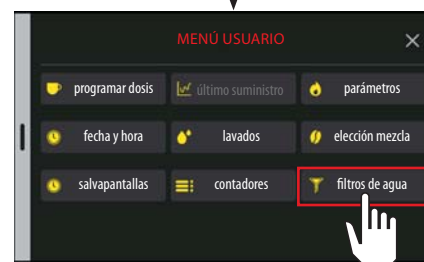 MENÚ USUARIO
programar dosis
último suministro
parámetros
fecha y hora
lavados
elección mezcla
salvapantallas
contadores
filtros de agua